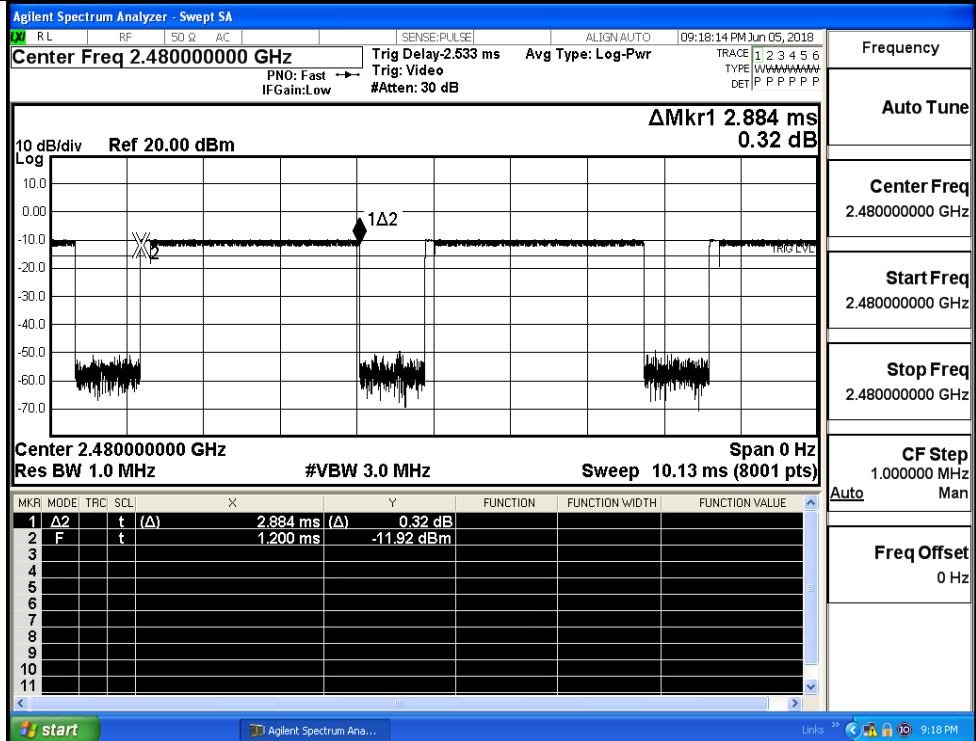 Agilent Spectrum Analyzer - Swept SA
LXI RL RF 50 Ω AC SENSE:PULSE ALIGN AUTO 09:18:14 PM Jun 05, 2018
Center Freq 2.480000000 GHz
PNO: Fast
IFGain:Low
Trig Delay-2.533 ms
Trig: Video
#Atten: 30 dB
Avg Type: Log-Pwr
TRACE 1 2 3 4 5 6
TYPE WWWWWW
DET P P P P P P
ΔMkr1 2.884 ms
0.32 dB
10 dB/div Ref 20.00 dBm
Log
10.0
0.00
-10.0
-20.0
-30.0
-40.0
-50.0
-60.0
-70.0
1Δ2
2
TRIG LVL
Center 2.480000000 GHz Span 0 Hz
Res BW 1.0 MHz #VBW 3.0 MHz Sweep 10.13 ms (8001 pts)
MKR MODE TRC SCL X Y FUNCTION FUNCTION WIDTH FUNCTION VALUE
1 Δ2 t (Δ) 2.884 ms (Δ) 0.32 dB
2 F t 1.200 ms -11.92 dBm
3
4
5
6
7
8
9
10
11
Frequency
Auto Tune
Center Freq
2.480000000 GHz
Start Freq
2.480000000 GHz
Stop Freq
2.480000000 GHz
CF Step
1.000000 MHz
Auto Man
Freq Offset
0 Hz
start Agilent Spectrum Ana... Links 9:18 PM